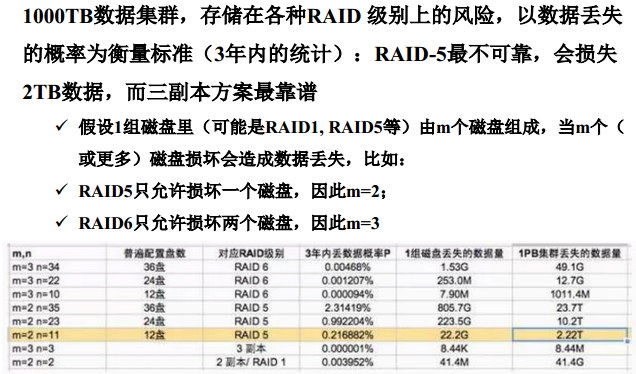 1000TB数据集群，存储在各种RAID 级别上的风险，以数据丢失
的概率为衡量标准（3年内的统计）：RAID-5最不可靠，会损失
2TB数据，而三副本方案最靠谱
✓ 假设1组磁盘里（可能是RAID1, RAID5等）由m个磁盘组成，当m个（
或更多）磁盘损坏会造成数据丢失，比如：
✓ RAID5只允许损坏一个磁盘，因此m=2；
✓ RAID6只允许损坏两个磁盘，因此m=3
m,n 普遍配置盘数 对应RAID级别 3年内丢数据概率P 1组磁盘丢失的数据量 1PB集群丢失的数据量
m=3 n=34 36盘 RAID 6 0.00468% 1.53G 49.1G
m=3 n=22 24盘 RAID 6 0.001207% 253.0M 12.7G
m=3 n=10 12盘 RAID 6 0.000094% 7.90M 1011.4M
m=2 n=35 36盘 RAID 5 2.31419% 805.7G 23.7T
m=2 n=23 24盘 RAID 5 0.992204% 223.5G 10.2T
m=2 n=11 12盘 RAID 5 0.216882% 22.2G 2.22T
m=3 n=3 3 副本 0.000001% 8.44K 8.44M
m=2 n=2 2 副本/ RAID 1 0.003952% 41.4M 41.4G